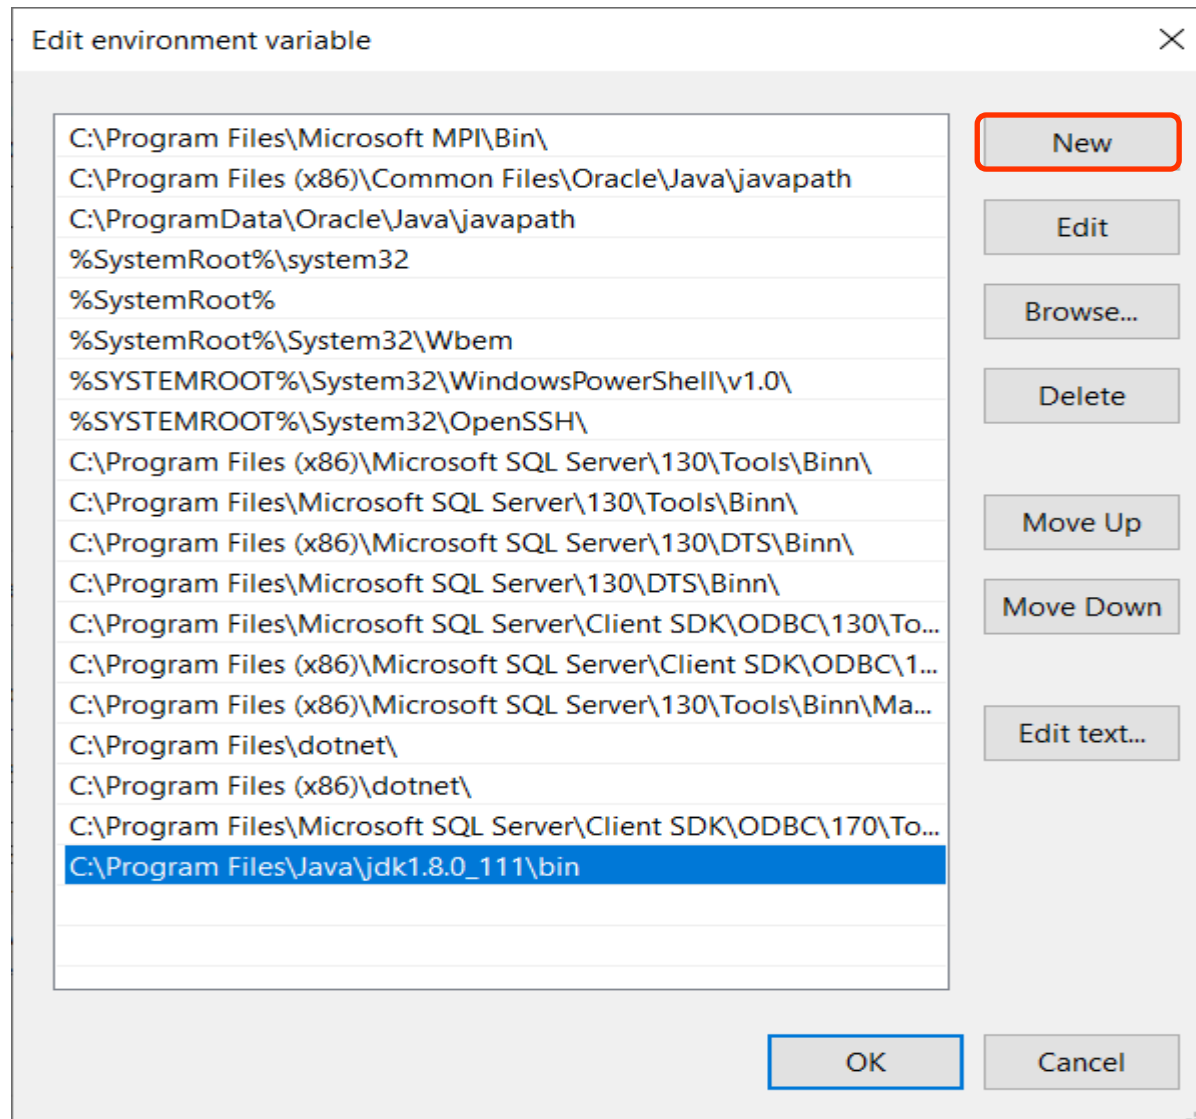 Edit environment variable
C:\Program Files\Microsoft MPI\Bin\
C:\Program Files (x86)\Common Files\Oracle\Java\javapath
C:\ProgramData\Oracle\Java\javapath
%SystemRoot%\system32
%SystemRoot%
%SystemRoot%\System32\Wbem
%SYSTEMROOT%\System32\WindowsPowerShell\v1.0\
%SYSTEMROOT%\System32\OpenSSH\
C:\Program Files (x86)\Microsoft SQL Server\130\Tools\Binn\
C:\Program Files\Microsoft SQL Server\130\Tools\Binn\
C:\Program Files (x86)\Microsoft SQL Server\130\DTS\Binn\
C:\Program Files\Microsoft SQL Server\130\DTS\Binn\
C:\Program Files\Microsoft SQL Server\Client SDK\ODBC\130\To...
C:\Program Files (x86)\Microsoft SQL Server\Client SDK\ODBC\1...
C:\Program Files (x86)\Microsoft SQL Server\130\Tools\Binn\Ma...
C:\Program Files\dotnet\
C:\Program Files (x86)\dotnet\
C:\Program Files\Microsoft SQL Server\Client SDK\ODBC\170\To...
C:\Program Files\Java\jdk1.8.0_111\bin
New
Edit
Browse...
Delete
Move Up
Move Down
Edit text...
OK
Cancel